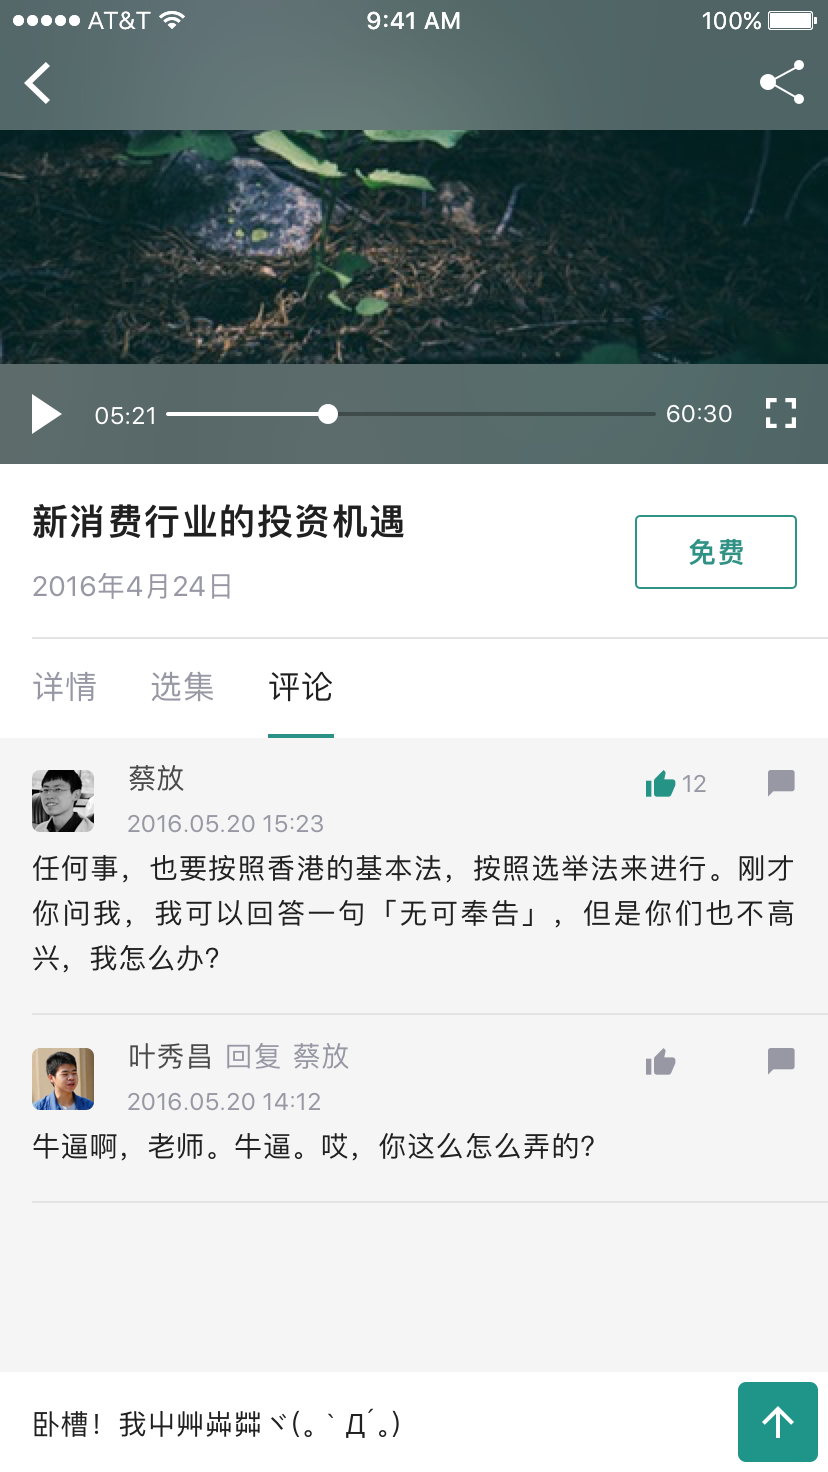 AT&T 9:41 AM 100%
05:21 60:30
新消费行业的投资机遇
免费
2016年4月24日
详情 选集 评论
蔡放
12
2016.05.20 15:23
任何事，也要按照香港的基本法，按照选举法来进行。刚才
你问我，我可以回答一句「无可奉告」，但是你们也不高
兴，我怎么办?
叶秀昌 回复 蔡放
2016.05.20 14:12
牛逼啊，老师。牛逼。哎，你这么怎么弄的?
卧槽！我屮艸芔茻ヾ(。｀Д´。)